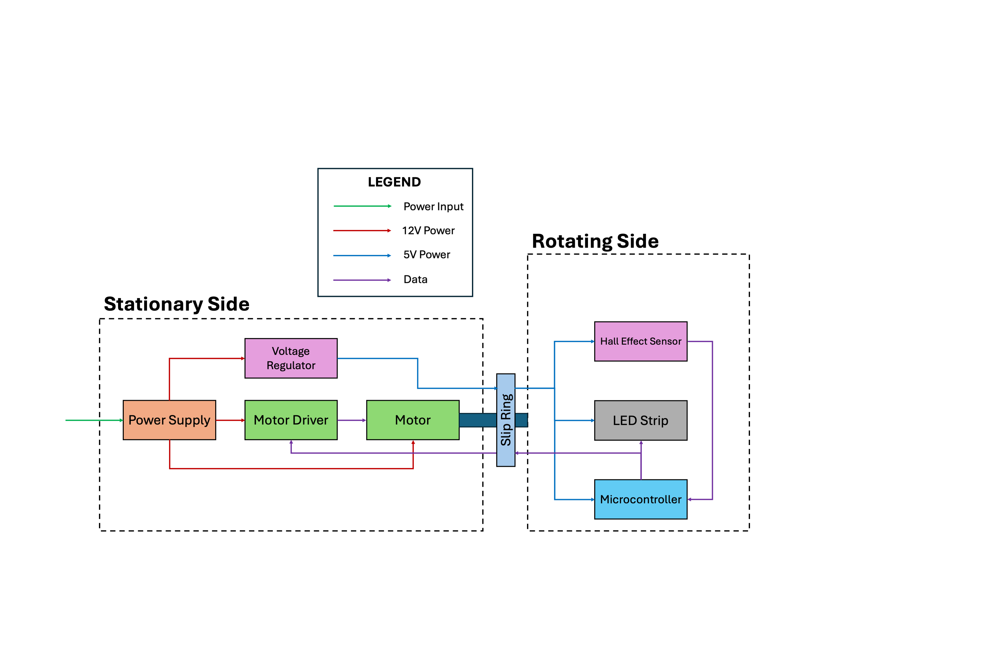 LEGEND
Power Input
12V Power
5V Power
Data
Rotating Side
Stationary Side
Voltage
Regulator
Hall Effect Sensor
Power Supply
Motor Driver
Motor
Slip Ring
LED Strip
Microcontroller